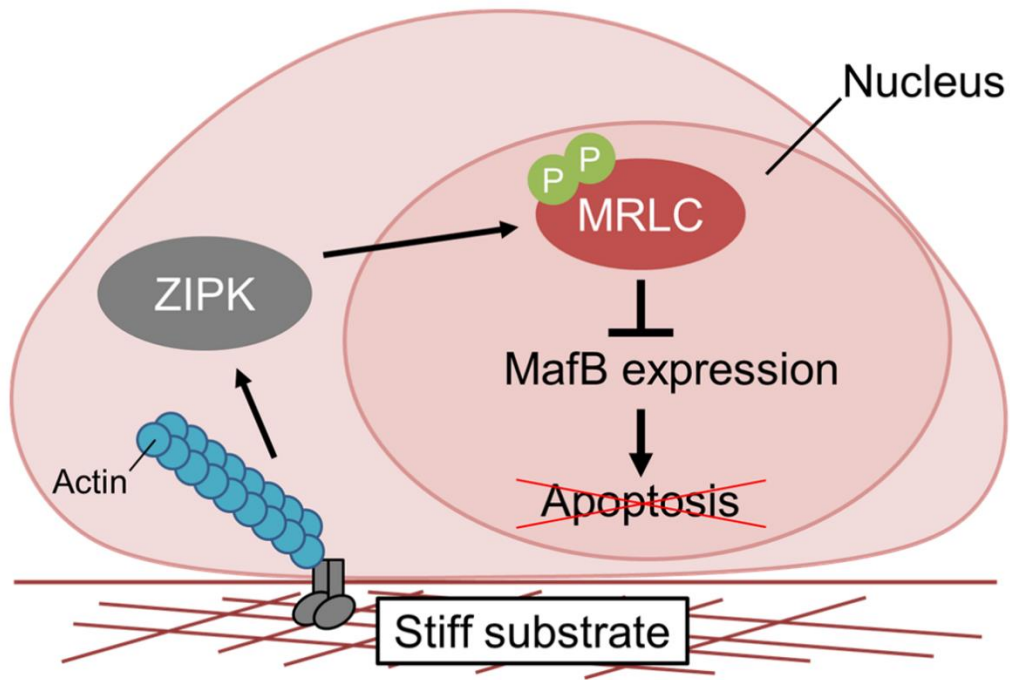 Nucleus
P
P
MRLC
ZIPK
MafB expression
Actin
Apoptosis
Stiff substrate